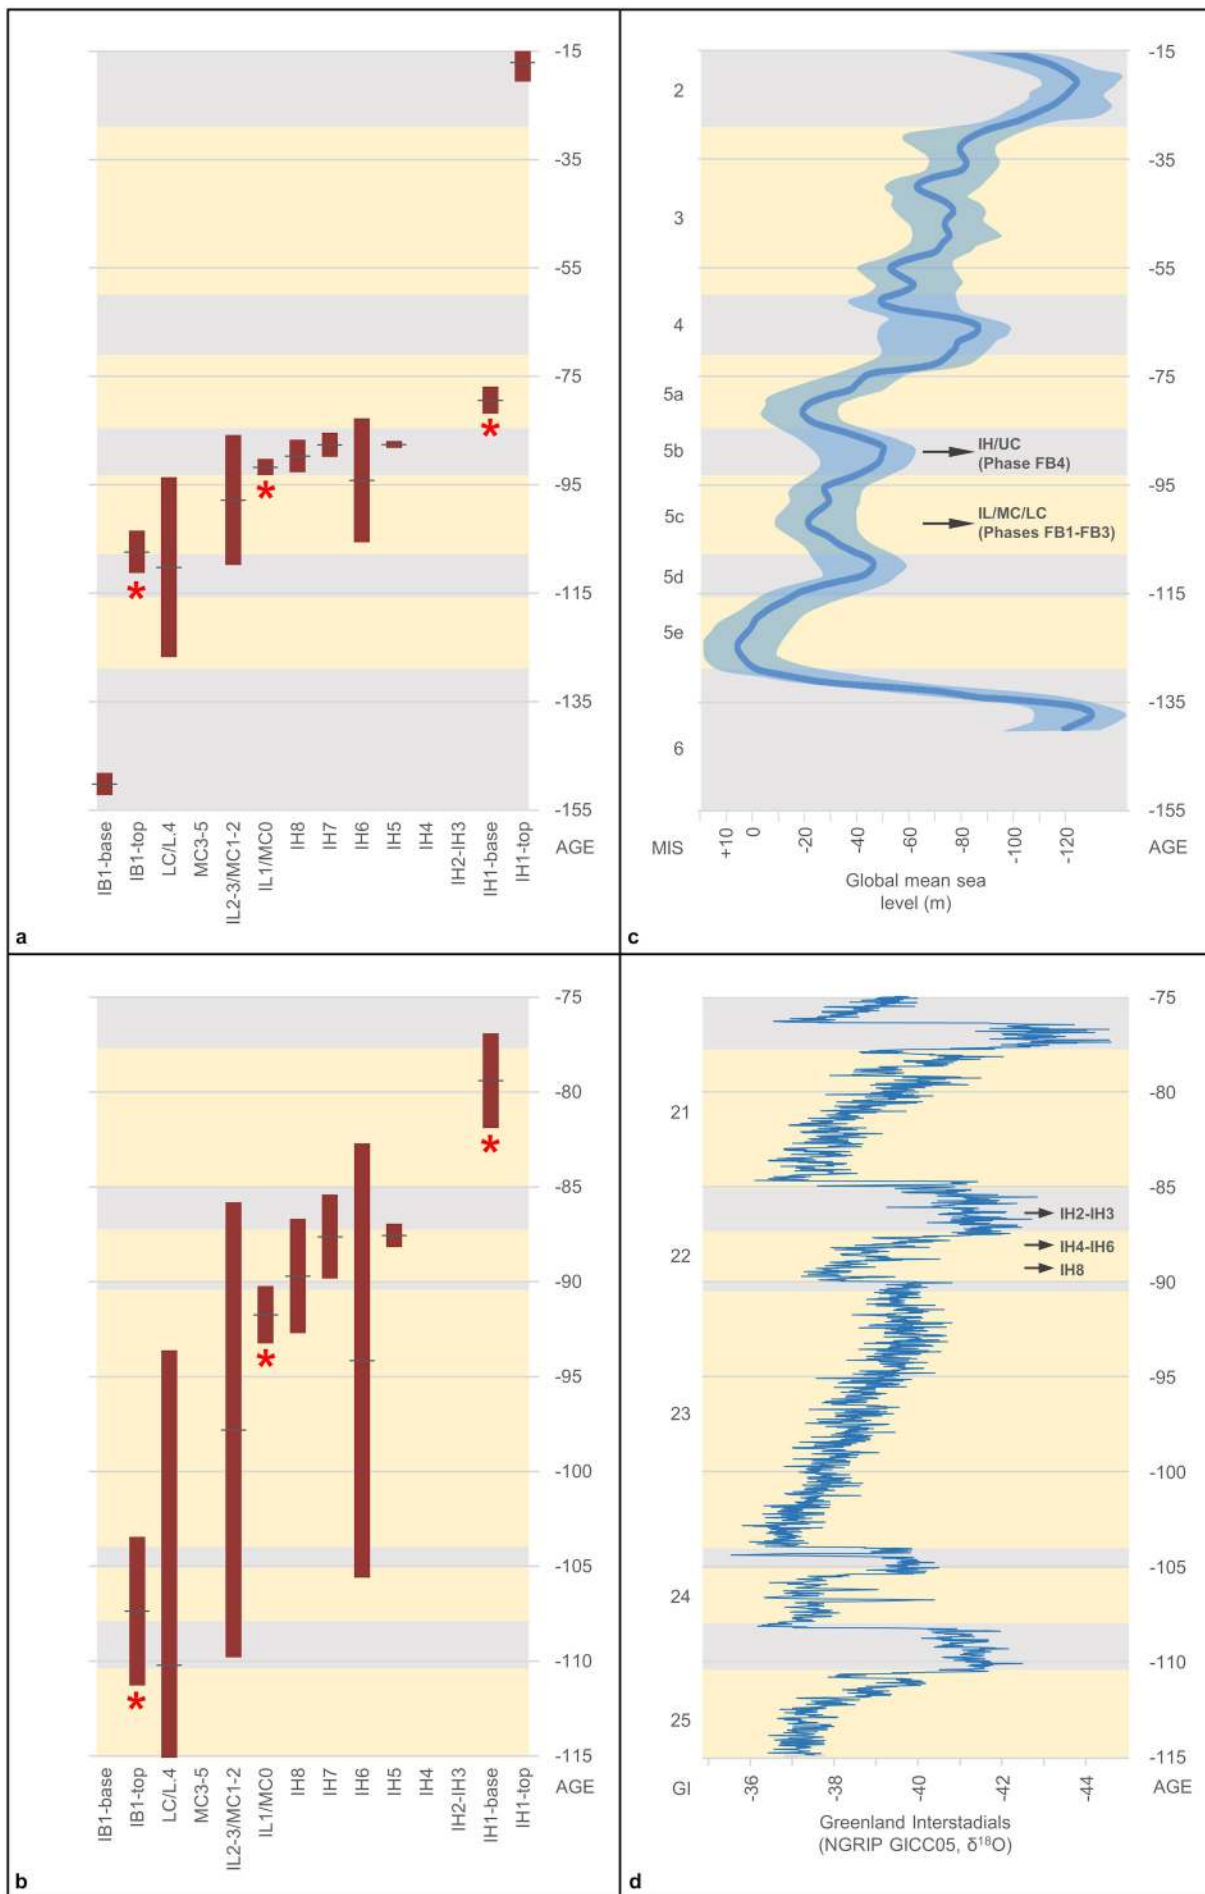 -15
-35
-55
-75
-95
-115
-135
-155
IB1-base
IB1-top
LC/L.4
MC3-5
IL2-3/MC1-2
IL1/MC0
IH8
IH7
IH6
IH5
IH4
IH2-IH3
IH1-base
IH1-top
AGE
*
*
*
a
2
3
4
5a
5b
5c
5d
5e
6
IH/UC
(Phase FB4)
IL/MC/LC
(Phases FB1-FB3)
-15
-35
-55
-75
-95
-115
-135
-155
MIS
+10
0
-20
-40
-60
-80
-100
-120
AGE
Global mean sea
level (m)
c
-75
-80
-85
-90
-95
-100
-105
-110
-115
IB1-base
IB1-top
LC/L.4
MC3-5
IL2-3/MC1-2
IL1/MC0
IH8
IH7
IH6
IH5
IH4
IH2-IH3
IH1-base
IH1-top
AGE
*
*
*
b
21
22
23
24
25
IH2-IH3
IH4-IH6
IH8
-75
-80
-85
-90
-95
-100
-105
-110
-115
GI
-36
-38
-40
-42
-44
AGE
Greenland Interstadials
(NGRIP GICC05, δ¹⁸O)
d